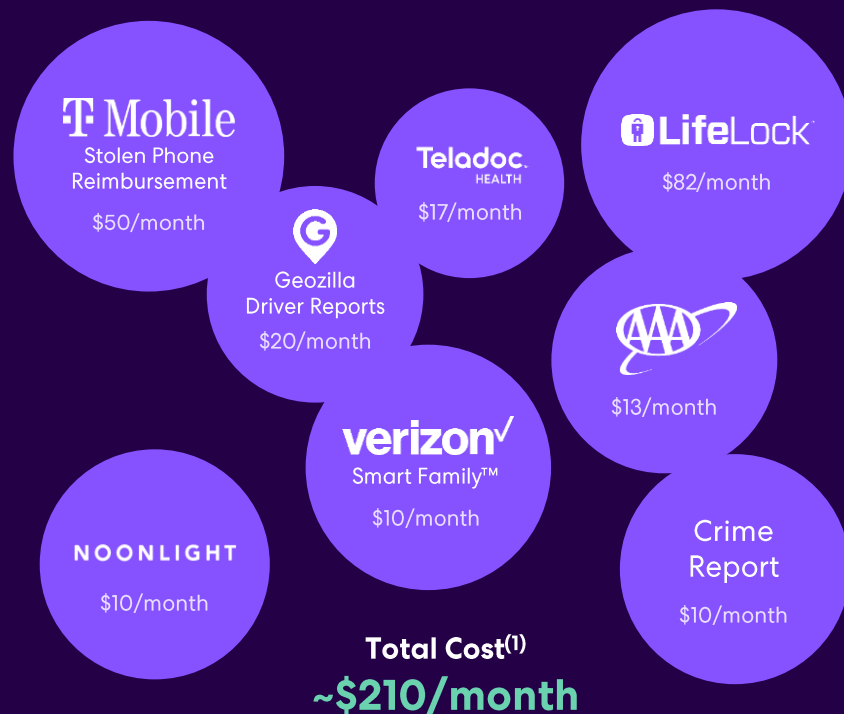 T Mobile
Stolen Phone
Reimbursement
$50/month
Teladoc
HEALTH
$17/month
LifeLock
$82/month
G
Geozilla
Driver Reports
$20/month
AAA
$13/month
verizon✓
Smart Family™
$10/month
NOONLIGHT
$10/month
Crime
Report
$10/month
Total Cost(1)
~$210/month